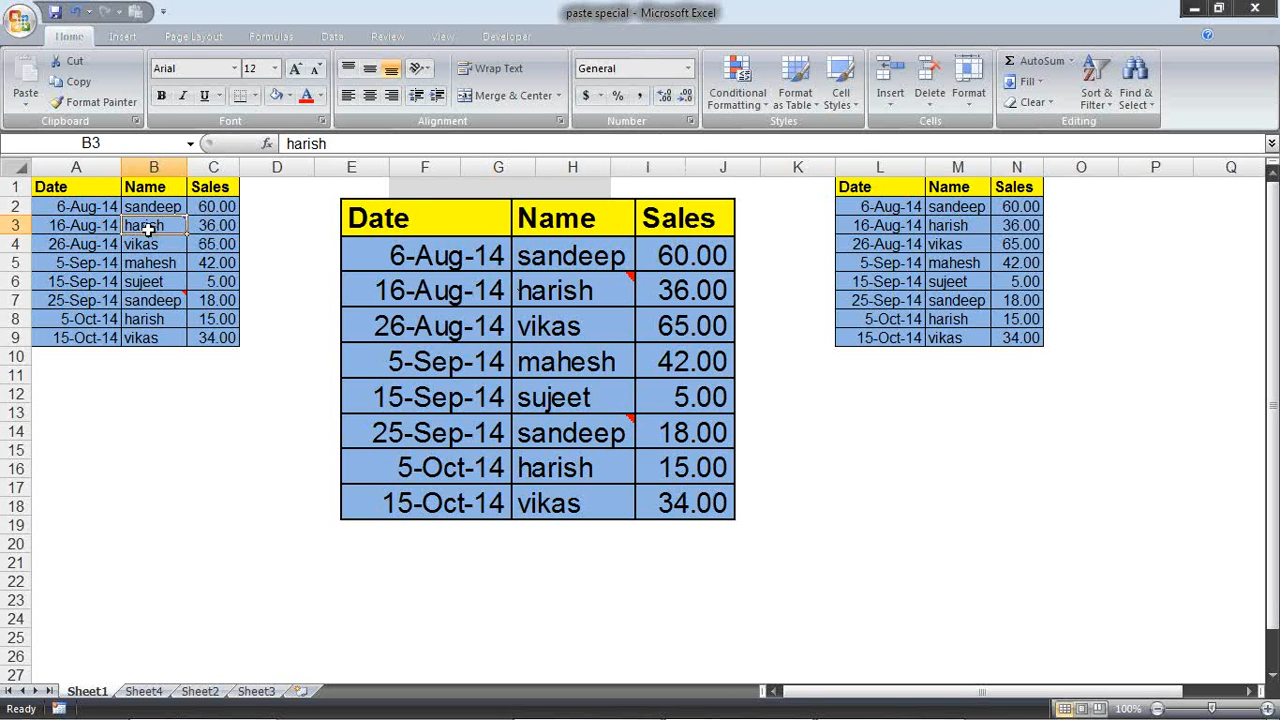 paste special - Microsoft Excel
Home Insert Page Layout Formulas Data Review View Developer
Paste Cut Copy Format Painter
Arial 12
B I U A
Wrap Text
Merge & Center
General
$ % ,
Conditional Formatting Format as Table Cell Styles
Insert Delete Format
Σ AutoSum Fill Clear
Sort & Filter Find & Select
Clipboard Font Alignment Number Styles Cells Editing
B3 fx harish
A B C D E F G H I J K L M N O P Q
1 Date Name Sales Date Name Sales
2 6-Aug-14 sandeep 60.00 6-Aug-14 sandeep 60.00
3 16-Aug-14 harish 36.00 16-Aug-14 harish 36.00
4 26-Aug-14 vikas 65.00 26-Aug-14 vikas 65.00
5 5-Sep-14 mahesh 42.00 5-Sep-14 mahesh 42.00
6 15-Sep-14 sujeet 5.00 15-Sep-14 sujeet 5.00
7 25-Sep-14 sandeep 18.00 25-Sep-14 sandeep 18.00
8 5-Oct-14 harish 15.00 5-Oct-14 harish 15.00
9 15-Oct-14 vikas 34.00 15-Oct-14 vikas 34.00
Date Name Sales
6-Aug-14 sandeep 60.00
16-Aug-14 harish 36.00
26-Aug-14 vikas 65.00
5-Sep-14 mahesh 42.00
15-Sep-14 sujeet 5.00
25-Sep-14 sandeep 18.00
5-Oct-14 harish 15.00
15-Oct-14 vikas 34.00
10
11
12
13
14
15
16
17
18
19
20
21
22
23
24
25
26
27
Sheet1 Sheet4 Sheet2 Sheet3
Ready 100%